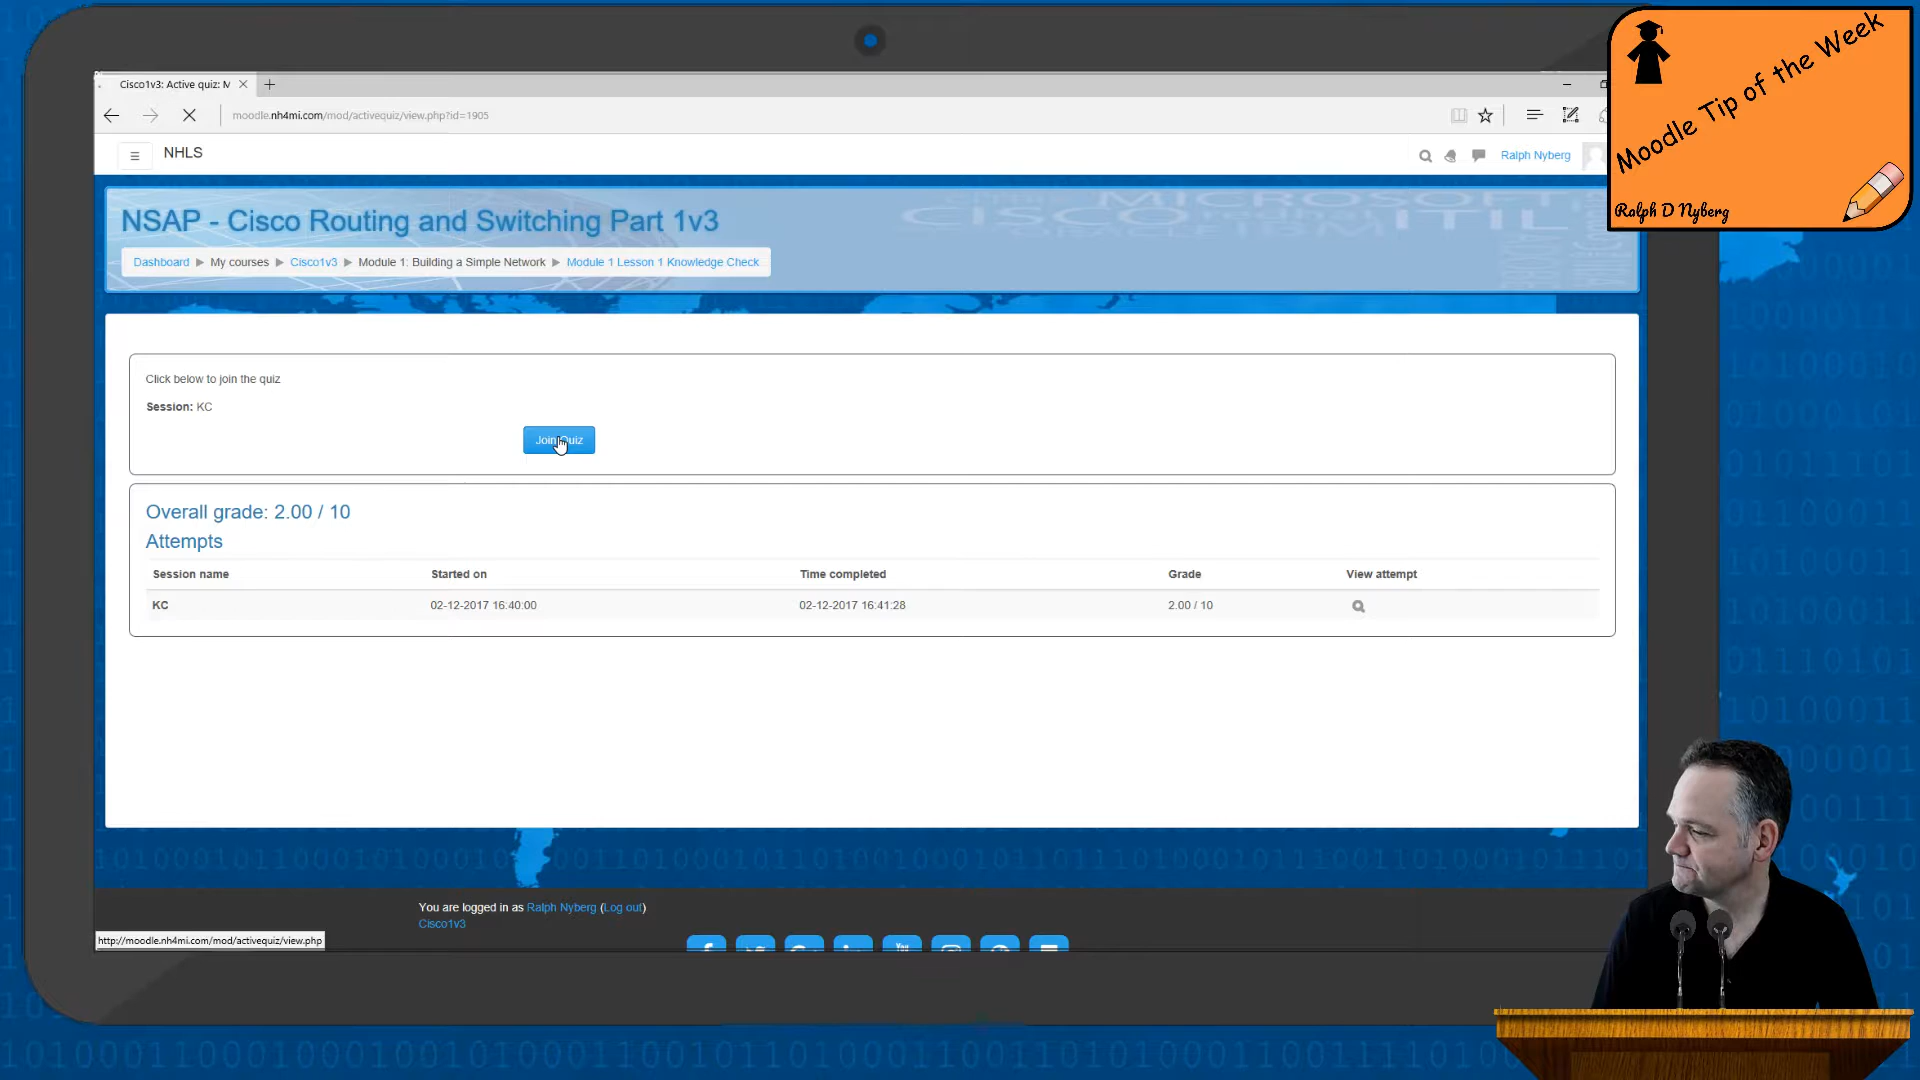 Moodle Tip of the Week
Ralph D Nyberg
Cisco1v3: Active quiz: M
moodle.nh4mi.com/mod/activequiz/view.php?id=1905
NHLS
Ralph Nyberg
NSAP - Cisco Routing and Switching Part 1v3
MICROSOFT
CISCO
ITIL
Dashboard ▶ My courses ▶ Cisco1v3 ▶ Module 1: Building a Simple Network ▶ Module 1 Lesson 1 Knowledge Check
Click below to join the quiz
Session: KC
Join Quiz
Overall grade: 2.00 / 10
Attempts
Session name Started on Time completed Grade View attempt
KC 02-12-2017 16:40:00 02-12-2017 16:41:28 2.00 / 10
You are logged in as Ralph Nyberg (Log out)
Cisco1v3
http://moodle.nh4mi.com/mod/activequiz/view.php